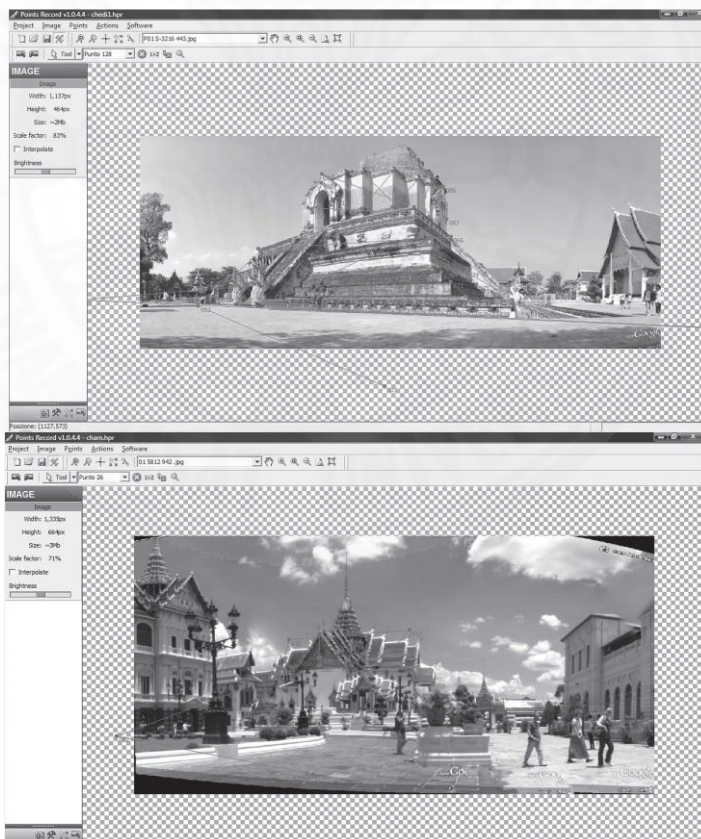 Points Record v1.0.4.4 - chedi1.hpr
Project Image Points Actions Software
P01:S-3216 443.jpg
Tool Punto 128
IMAGE
Image
Width: 1,137px
Height: 464px
Size: ~2Mb
Scale factor: 83%
Interpolate
Brightness
Google
Posizione: (1127,573)
Points Record v1.0.4.4 - cham.hpr
Project Image Points Actions Software
01 5812 942 .jpg
Tool Punto 26
IMAGE
Image
Width: 1,335px
Height: 664px
Size: ~3Mb
Scale factor: 71%
Interpolate
Brightness
Google